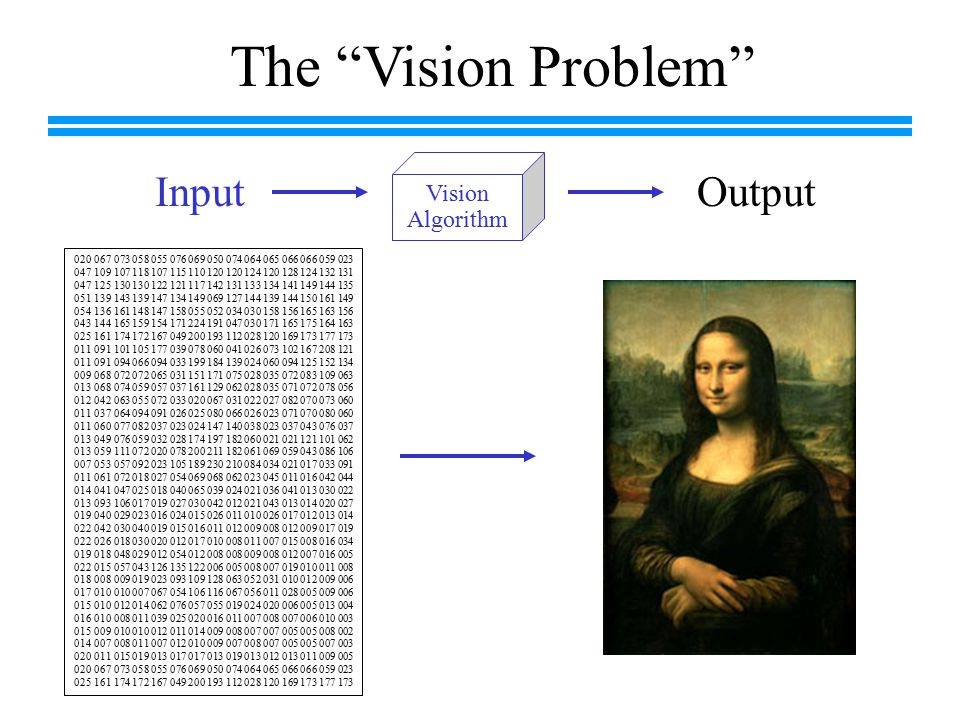 The “Vision Problem”
Input
Vision
Algorithm
Output
020 067 073 058 055 076 069 050 074 064 065 066 066 059 023
047 109 107 118 107 115 110 120 120 124 120 128 124 132 131
047 125 130 130 122 121 117 142 131 133 134 141 149 144 135
051 139 143 139 147 134 149 069 127 144 139 144 150 161 149
054 136 161 148 147 158 055 052 034 030 158 156 165 163 156
043 144 165 159 154 171 224 191 047 030 171 165 175 164 163
025 161 174 172 167 049 200 193 112 028 120 169 173 177 173
011 091 101 105 177 039 078 060 041 026 073 102 167 208 121
011 091 094 066 094 033 199 184 139 024 060 094 125 152 134
009 068 072 072 065 031 151 171 075 028 035 072 083 109 063
013 068 074 059 057 037 161 129 062 028 035 071 072 078 056
012 042 063 055 072 033 020 067 031 022 027 082 070 073 060
011 037 064 094 091 026 025 080 066 026 023 071 070 080 060
011 060 077 082 037 023 024 147 140 038 023 037 043 076 037
013 049 076 059 032 028 174 197 182 060 021 021 121 101 062
013 059 111 072 020 078 200 211 182 061 069 059 043 086 106
007 053 057 092 023 105 189 230 210 084 034 021 017 033 091
011 061 072 018 027 054 069 068 062 023 045 011 016 042 044
014 041 047 025 018 040 065 039 024 021 036 041 013 030 022
013 093 106 017 019 027 030 042 012 021 043 013 014 020 027
019 040 029 023 016 024 015 026 011 010 026 017 012 013 014
022 042 030 040 019 015 016 011 012 009 008 012 009 017 019
022 026 018 030 020 012 017 010 008 011 007 015 008 016 034
019 018 048 029 012 054 012 008 008 009 008 012 007 016 005
022 015 057 043 126 135 122 006 005 008 007 019 010 011 008
018 008 009 019 023 093 109 128 063 052 031 010 012 009 006
017 010 010 007 067 054 106 116 067 056 011 028 005 009 006
015 010 012 014 062 076 057 055 019 024 020 006 005 013 004
016 010 008 011 039 025 020 016 011 007 008 007 006 010 003
015 009 010 010 012 011 014 009 008 007 007 005 005 008 002
014 007 008 011 007 012 010 009 007 008 007 005 005 007 003
020 011 015 019 013 017 017 013 019 013 012 013 011 009 005
020 067 073 058 055 076 069 050 074 064 065 066 066 059 023
025 161 174 172 167 049 200 193 112 028 120 169 173 177 173